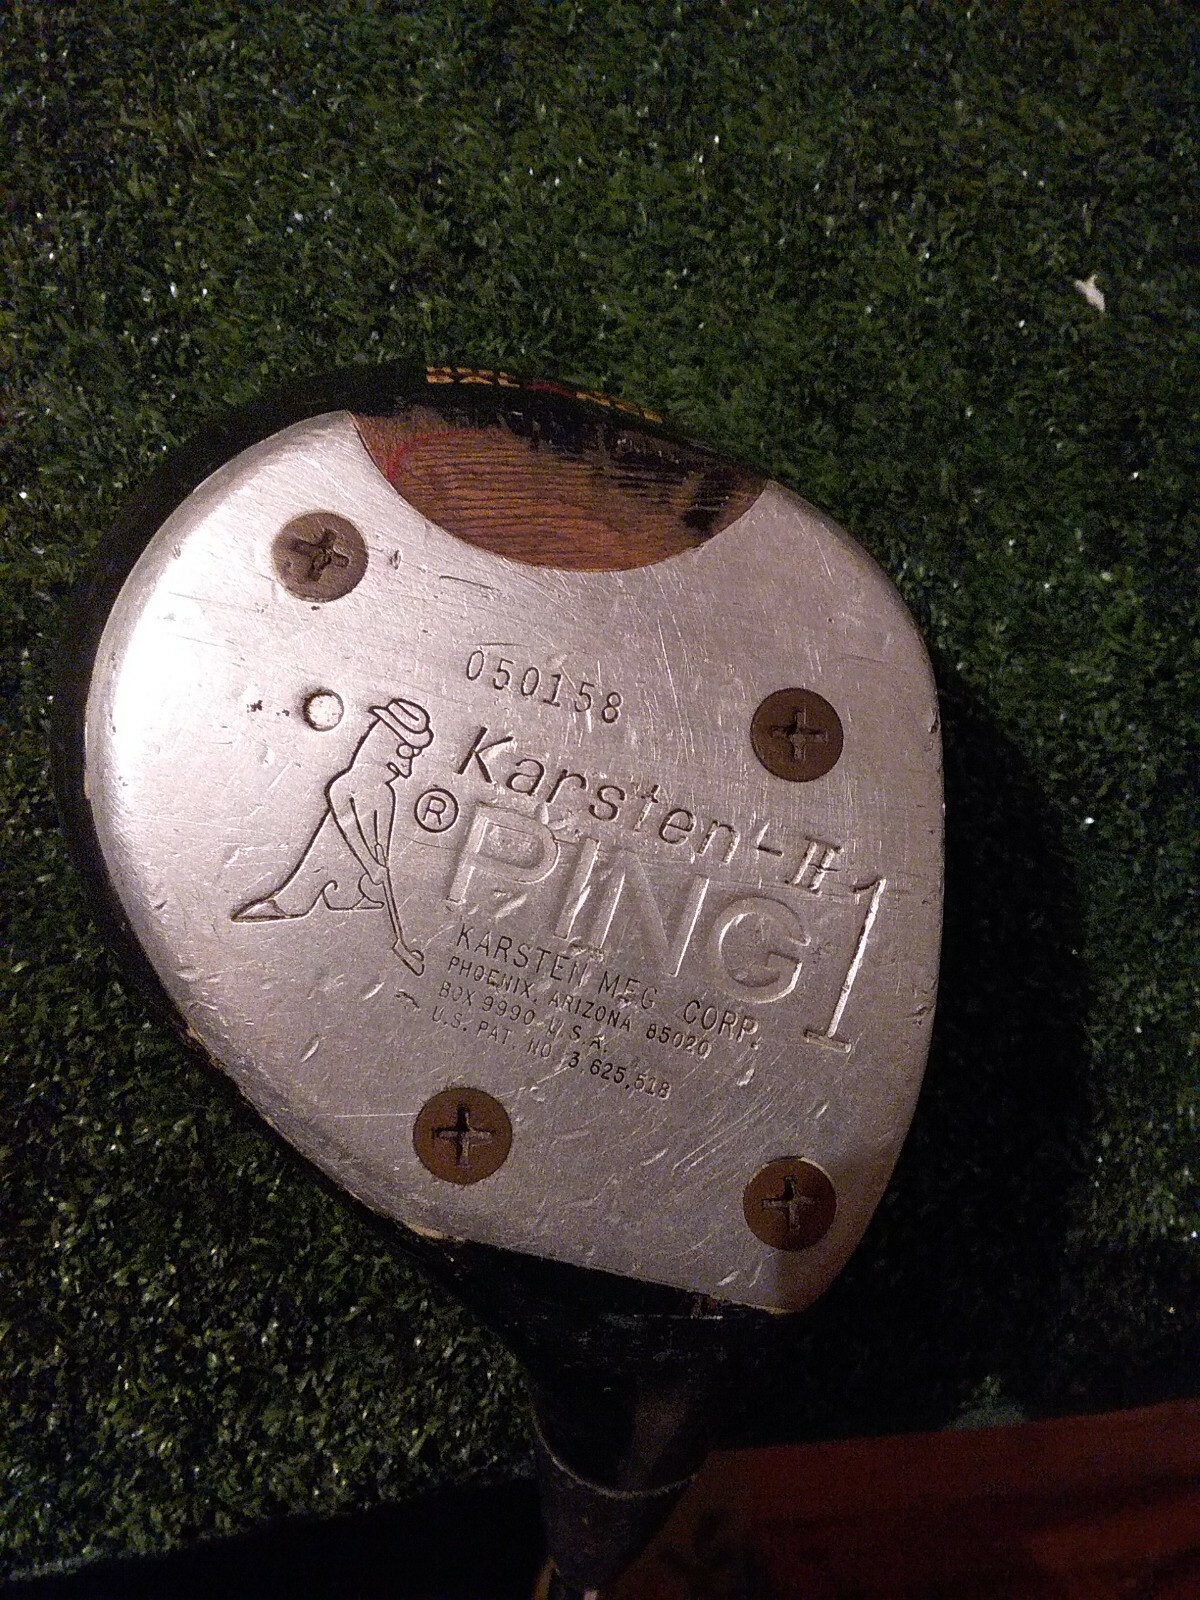 050158
Karsten-II
® PING 1
KARSTEN MFG CORP.
PHOENIX, ARIZONA 85020
BOX 9990 U.S.A.
U.S. PAT. NO 3,625,518